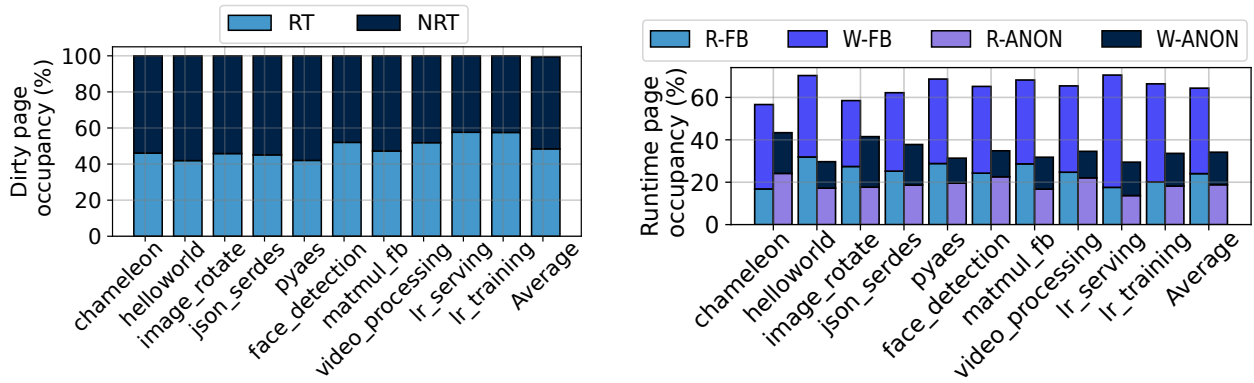 RT NRT
Dirty page
occupancy (%)
100
80
60
40
20
0
chameleon
helloworld
image_rotate
json_serdes
pyaes
face_detection
matmul_fb
video_processing
lr_serving
lr_training
Average
R-FB W-FB R-ANON W-ANON
Runtime page
occupancy (%)
60
40
20
0
chameleon
helloworld
image_rotate
json_serdes
pyaes
face_detection
matmul_fb
video_processing
lr_serving
lr_training
Average